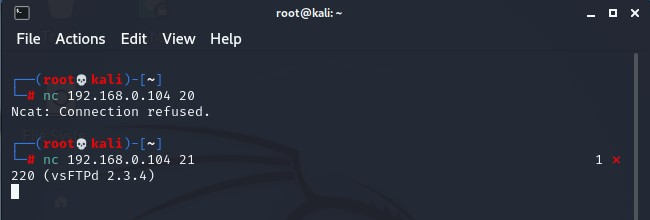 root@kali: ~
File Actions Edit View Help
┌──(root💀kali)-[~]
└─# nc 192.168.0.104 20
Ncat: Connection refused.
┌──(root💀kali)-[~]
└─# nc 192.168.0.104 21 1 ⨯
220 (vsFTPd 2.3.4)